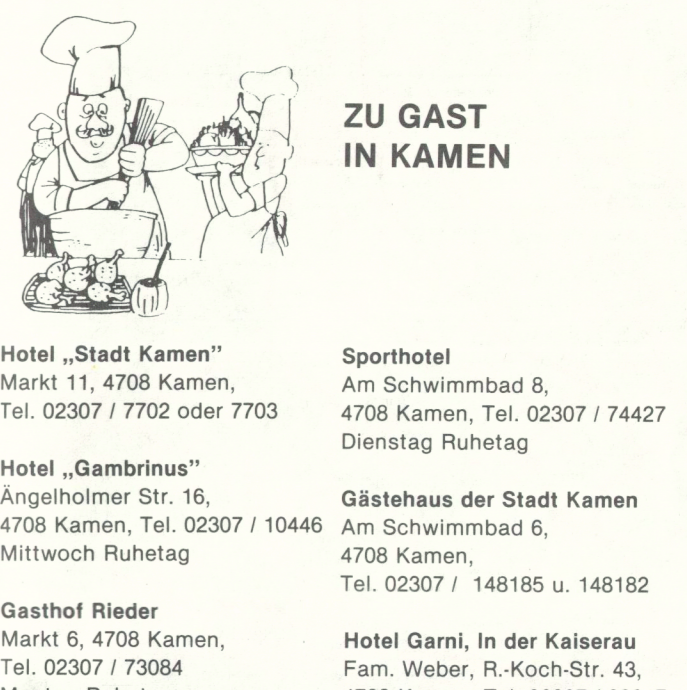 ZU GAST
IN KAMEN
Hotel „Stadt Kamen”
Markt 11, 4708 Kamen,
Tel. 02307 / 7702 oder 7703
Hotel „Gambrinus”
Ängelholmer Str. 16,
4708 Kamen, Tel. 02307 / 10446
Mittwoch Ruhetag
Gasthof Rieder
Markt 6, 4708 Kamen,
Tel. 02307 / 73084
Sporthotel
Am Schwimmbad 8,
4708 Kamen, Tel. 02307 / 74427
Dienstag Ruhetag
Gästehaus der Stadt Kamen
Am Schwimmbad 6,
4708 Kamen,
Tel. 02307 / 148185 u. 148182
Hotel Garni, In der Kaiserau
Fam. Weber, R.-Koch-Str. 43,